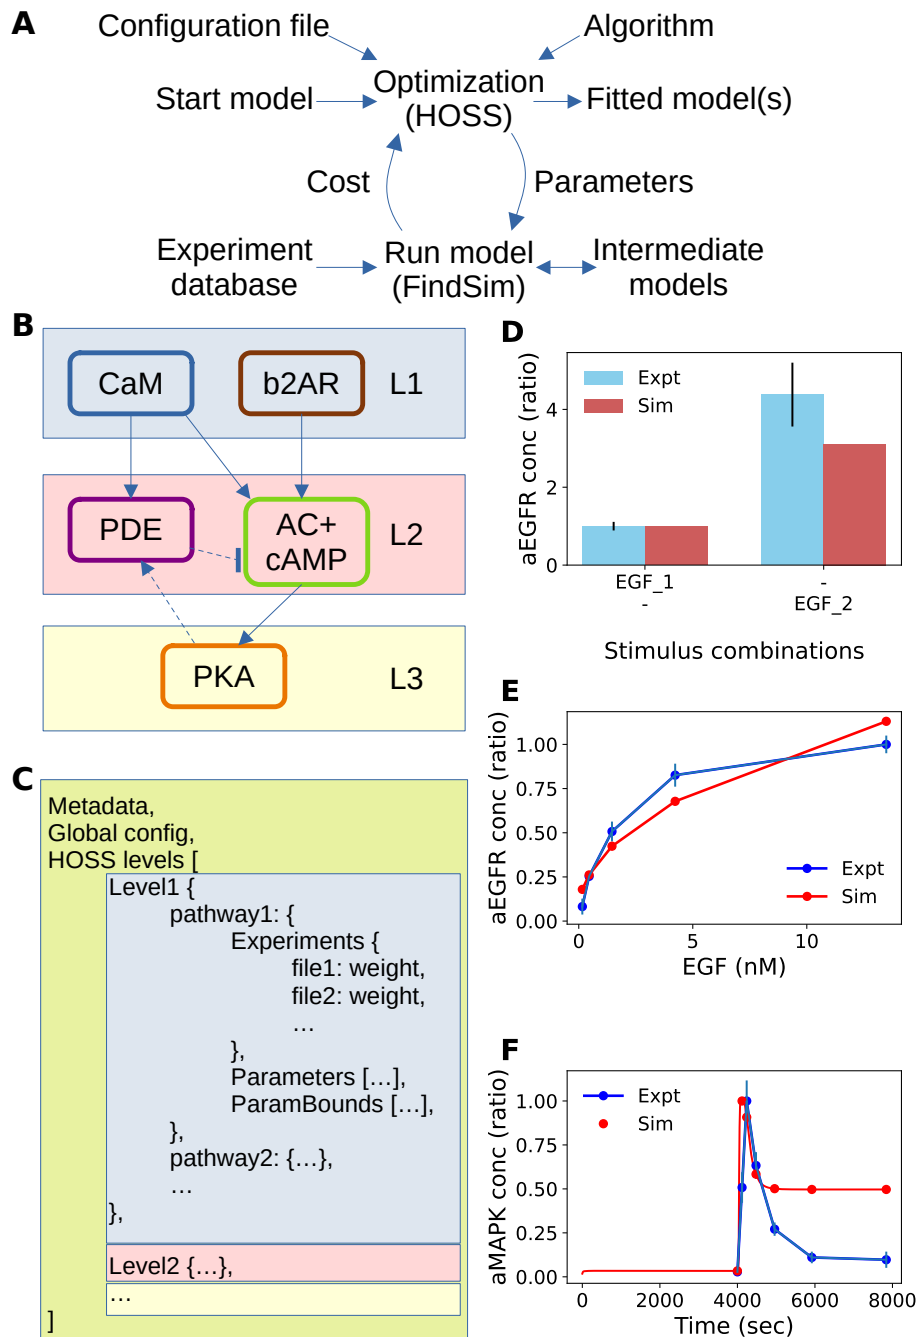 A
Configuration file
Algorithm
Start model
Optimization
(HOSS)
Fitted model(s)
Cost
Parameters
Experiment
database
Run model
(FindSim)
Intermediate
models
B
CaM
b2AR
L1
PDE
AC+
cAMP
L2
PKA
L3
C
Metadata,
Global config,
HOSS levels [
Level1 {
pathway1: {
Experiments {
file1: weight,
file2: weight,
…
},
Parameters […],
ParamBounds […],
},
pathway2: {…},
…
},
Level2 {…},
…
]
D
aEGFR conc (ratio)
4
2
0
Expt
Sim
EGF_1
-
-
EGF_2
Stimulus combinations
E
aEGFR conc (ratio)
1.00
0.75
0.50
0.25
0.00
Expt
Sim
0
5
10
EGF (nM)
F
aMAPK conc (ratio)
1.00
0.75
0.50
0.25
0.00
Expt
Sim
0
2000
4000
6000
8000
Time (sec)